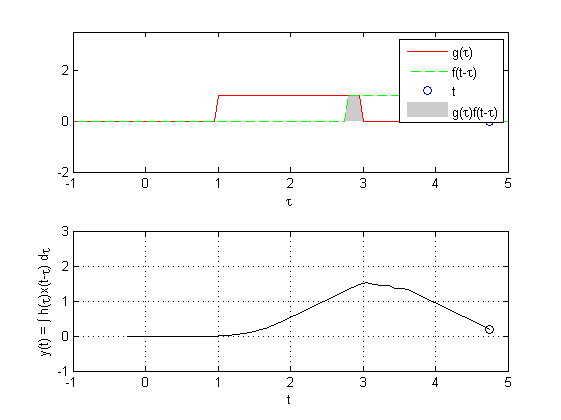 g(τ)
f(t-τ)
t
g(τ)f(t-τ)
2
0
-2
-1 0 1 2 3 4 5
τ
3
2
1
0
-1
y(t) = ∫ h(τ)x(t-τ) dτ
-1 0 1 2 3 4 5
t